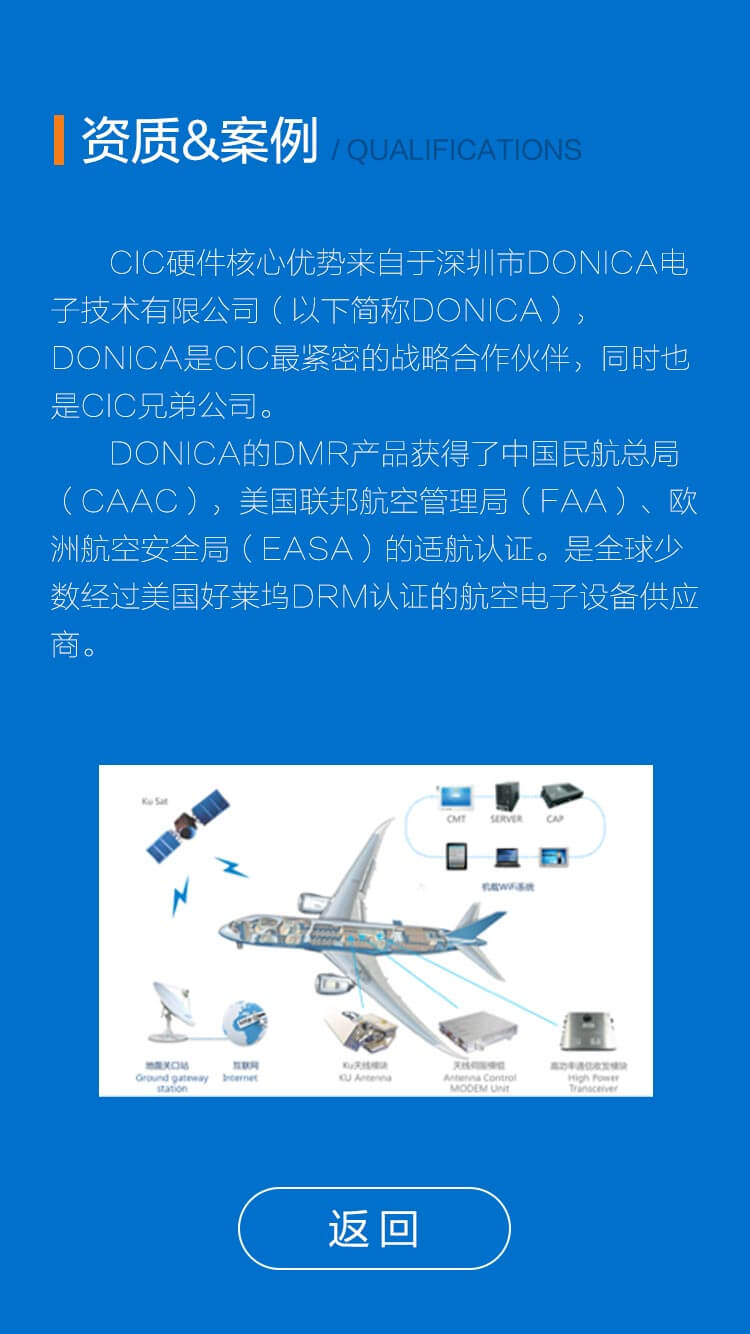 资质&案例 / QUALIFICATIONS
CIC硬件核心优势来自于深圳市DONICA电
子技术有限公司（以下简称DONICA），
DONICA是CIC最紧密的战略合作伙伴，同时也
是CIC兄弟公司。
DONICA的DMR产品获得了中国民航总局
（CAAC），美国联邦航空管理局（FAA）、欧
洲航空安全局（EASA）的适航认证。是全球少
数经过美国好莱坞DRM认证的航空电子设备供应
商。
Ku Sat
CMT SERVER CAP
机载WiFi系统
地面关口站 互联网 Ku天线模块 天线伺服模组 高功率通信收发模块
Ground gateway Internet KU Antenna Antenna Control High Power
station MODEM Unit Transceiver
返回